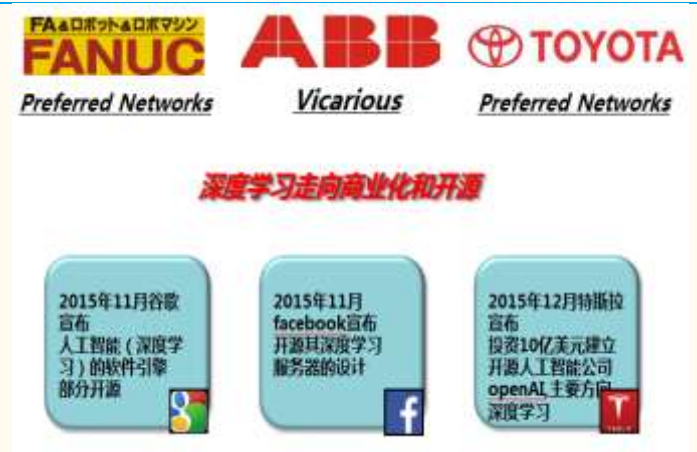 FA&ロボット&ロボマシン
FANUC
ABB
TOYOTA
Preferred Networks
Vicarious
Preferred Networks
深度学习走向商业化和开源
2015年11月谷歌
宣布
人工智能（深度学
习）的软件引擎
部分开源
2015年11月
facebook宣布
开源其深度学习
服务器的设计
2015年12月特斯拉
宣布
投资10亿美元建立
开源人工智能公司
openAI,主要方向
深度学习